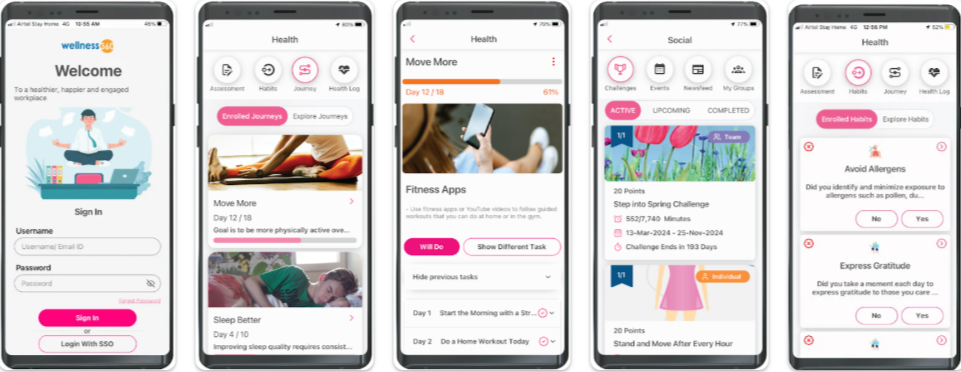 Airtel Stay Home 4G 12:55 AM 45%
wellness360
Welcome
To a healthier, happier and engaged
workplace
Sign In
Username
Username/ Email ID
Password
Password
Forgot Password
Sign In
or
Login With SSO
80%
Health
Assessment Habits Journey Health Log
Enrolled Journeys Explore Journeys
Move More
Day 12 / 18
Goal is to be more physically active ove...
Sleep Better
Day 4 / 10
Improving sleep quality requires consist...
79%
Health
Move More
Day 12 / 18 61%
Fitness Apps
- Use fitness apps or YouTube videos to follow guided
workouts that you can do at home or in the gym.
Will Do Show Different Task
Hide previous tasks
Day 1 Start the Morning with a Str...
Day 2 Do a Home Workout Today
77%
Social
Challenges Events Newsfeed My Groups
ACTIVE UPCOMING COMPLETED
1/1 Team
20 Points
Step into Spring Challenge
552/7,740 Minutes
13-Mar-2024 - 25-Nov-2024
Challenge Ends in 193 Days
1/1 Individual
20 Points
Stand and Move After Every Hour
Airtel Stay Home 4G 12:56 PM 52%
Health
Assessment Habits Journey Health Log
Enrolled Habits Explore Habits
Avoid Allergens
Did you identify and minimize exposure to
allergens such as pollen, du...
No Yes
Express Gratitude
Did you take a moment each day to
express gratitude to those you care ...
No Yes